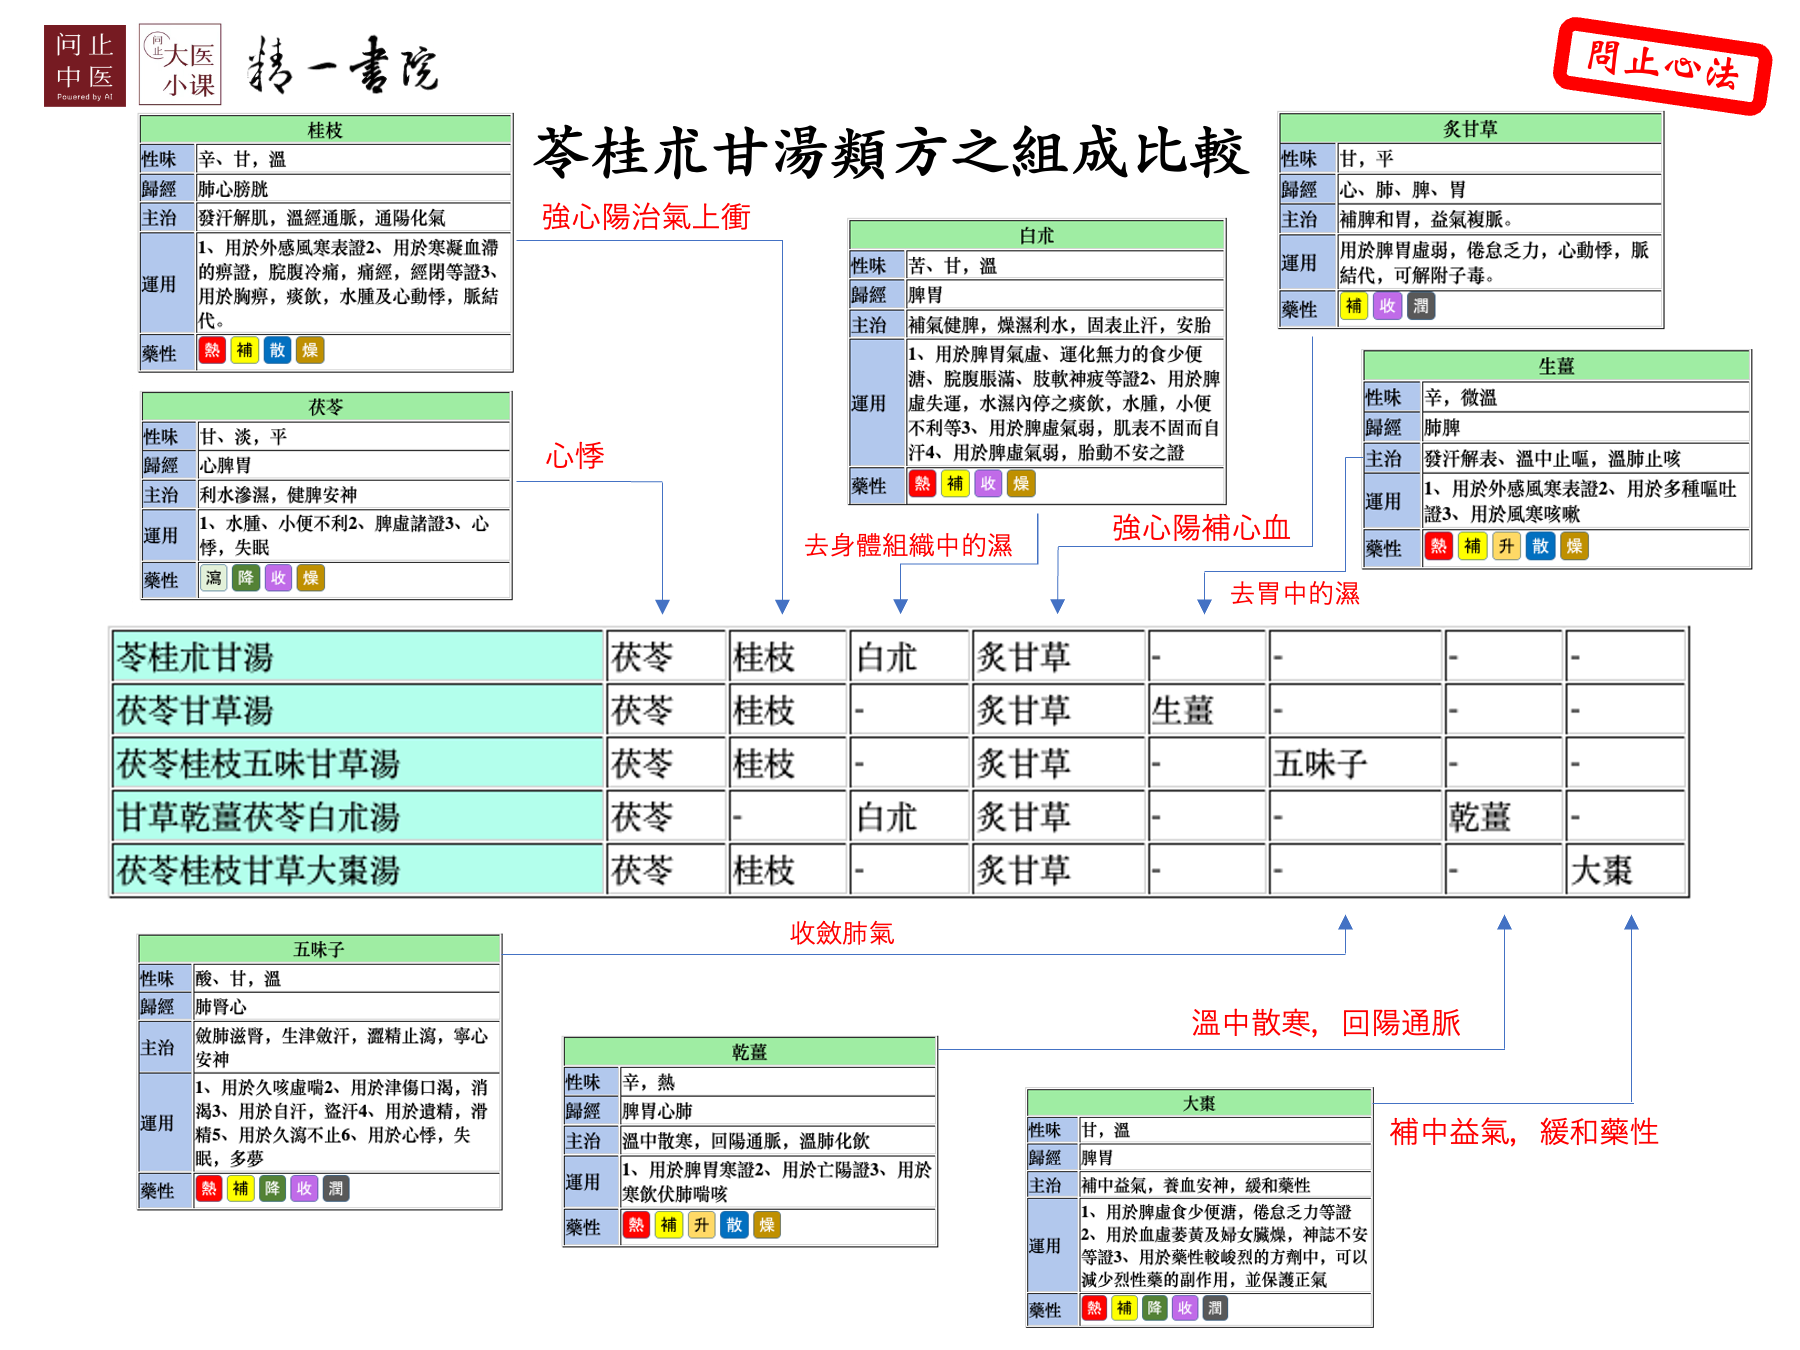 问止
中医
Powered by AI
问止
大医
小课
精一書院
問止心法
苓桂朮甘湯類方之組成比較
桂枝
性味 辛、甘，溫
歸經 肺心膀胱
主治 發汗解肌，溫經通脈，通陽化氣
運用 1、用於外感風寒表證2、用於寒凝血滯
的痹證，脘腹冷痛，痛經，經閉等證3、
用於胸痹，痰飲，水腫及心動悸，脈結
代。
藥性 熱 補 散 燥
強心陽治氣上衝
茯苓
性味 甘、淡，平
歸經 心脾胃
主治 利水滲濕，健脾安神
運用 1、水腫、小便不利2、脾虛諸證3、心
悸，失眠
藥性 瀉 降 收 燥
心悸
白朮
性味 苦、甘，溫
歸經 脾胃
主治 補氣健脾，燥濕利水，固表止汗，安胎
運用 1、用於脾胃氣虛、運化無力的食少便
溏、脘腹脹滿、肢軟神疲等證2、用於脾
虛失運，水濕內停之痰飲，水腫，小便
不利等3、用於脾虛氣弱，肌表不固而自
汗4、用於脾虛氣弱，胎動不安之證
藥性 熱 補 收 燥
去身體組織中的濕
炙甘草
性味 甘，平
歸經 心、肺、脾、胃
主治 補脾和胃，益氣複脈。
運用 用於脾胃虛弱，倦怠乏力，心動悸，脈
結代，可解附子毒。
藥性 補 收 潤
強心陽補心血
生薑
性味 辛，微溫
歸經 肺脾
主治 發汗解表、溫中止嘔，溫肺止咳
運用 1、用於外感風寒表證2、用於多種嘔吐
證3、用於風寒咳嗽
藥性 熱 補 升 散 燥
去胃中的濕
苓桂朮甘湯 茯苓 桂枝 白朮 炙甘草 - - - -
茯苓甘草湯 茯苓 桂枝 - 炙甘草 生薑 - - -
茯苓桂枝五味甘草湯 茯苓 桂枝 - 炙甘草 - 五味子 - -
甘草乾薑茯苓白朮湯 茯苓 - 白朮 炙甘草 - - 乾薑 -
茯苓桂枝甘草大棗湯 茯苓 桂枝 - 炙甘草 - - - 大棗
五味子
性味 酸、甘，溫
歸經 肺腎心
主治 斂肺滋腎，生津斂汗，澀精止瀉，寧心
安神
運用 1、用於久咳虛喘2、用於津傷口渴，消
渴3、用於自汗，盜汗4、用於遺精，滑
精5、用於久瀉不止6、用於心悸，失
眠，多夢
藥性 熱 補 降 收 潤
收斂肺氣
乾薑
性味 辛，熱
歸經 脾胃心肺
主治 溫中散寒，回陽通脈，溫肺化飲
運用 1、用於脾胃寒證2、用於亡陽證3、用於
寒飲伏肺喘咳
藥性 熱 補 升 散 燥
溫中散寒，回陽通脈
大棗
性味 甘，溫
歸經 脾胃
主治 補中益氣，養血安神，緩和藥性
運用 1、用於脾虛食少便溏，倦怠乏力等證
2、用於血虛萎黃及婦女臟燥，神誌不安
等證3、用於藥性較峻烈的方劑中，可以
減少烈性藥的副作用，並保護正氣
藥性 熱 補 降 收 潤
補中益氣，緩和藥性